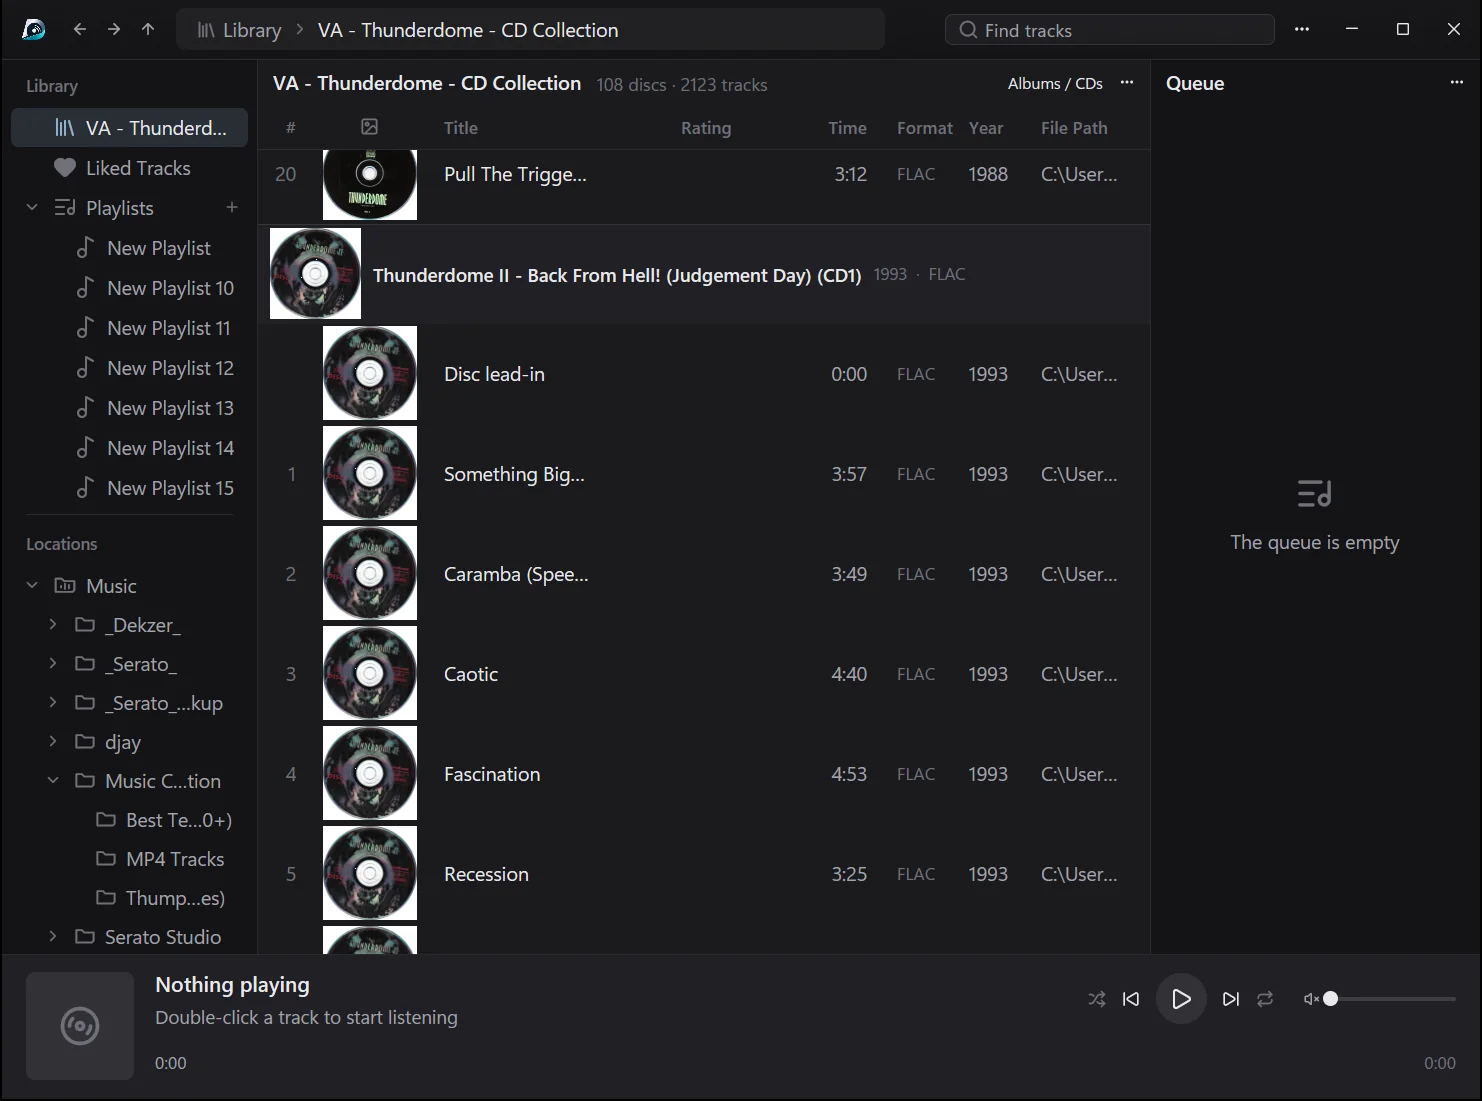 Library > VA - Thunderdome - CD Collection
Find tracks
Library
VA - Thunderd...
Liked Tracks
Playlists +
New Playlist
New Playlist 10
New Playlist 11
New Playlist 12
New Playlist 13
New Playlist 14
New Playlist 15
Locations
Music
_Dekzer_
_Serato_
_Serato_...kup
djay
Music C...tion
Best Te...0+)
MP4 Tracks
Thump...es)
Serato Studio
VA - Thunderdome - CD Collection 108 discs · 2123 tracks Albums / CDs
# Title Rating Time Format Year File Path
20 Pull The Trigge... 3:12 FLAC 1988 C:\User...
THUNDERDOME
Thunderdome II - Back From Hell! (Judgement Day) (CD1) 1993 · FLAC
Disc lead-in 0:00 FLAC 1993 C:\User...
1 Something Big... 3:57 FLAC 1993 C:\User...
2 Caramba (Spee... 3:49 FLAC 1993 C:\User...
3 Caotic 4:40 FLAC 1993 C:\User...
4 Fascination 4:53 FLAC 1993 C:\User...
5 Recession 3:25 FLAC 1993 C:\User...
Queue
The queue is empty
Nothing playing
Double-click a track to start listening
0:00 0:00